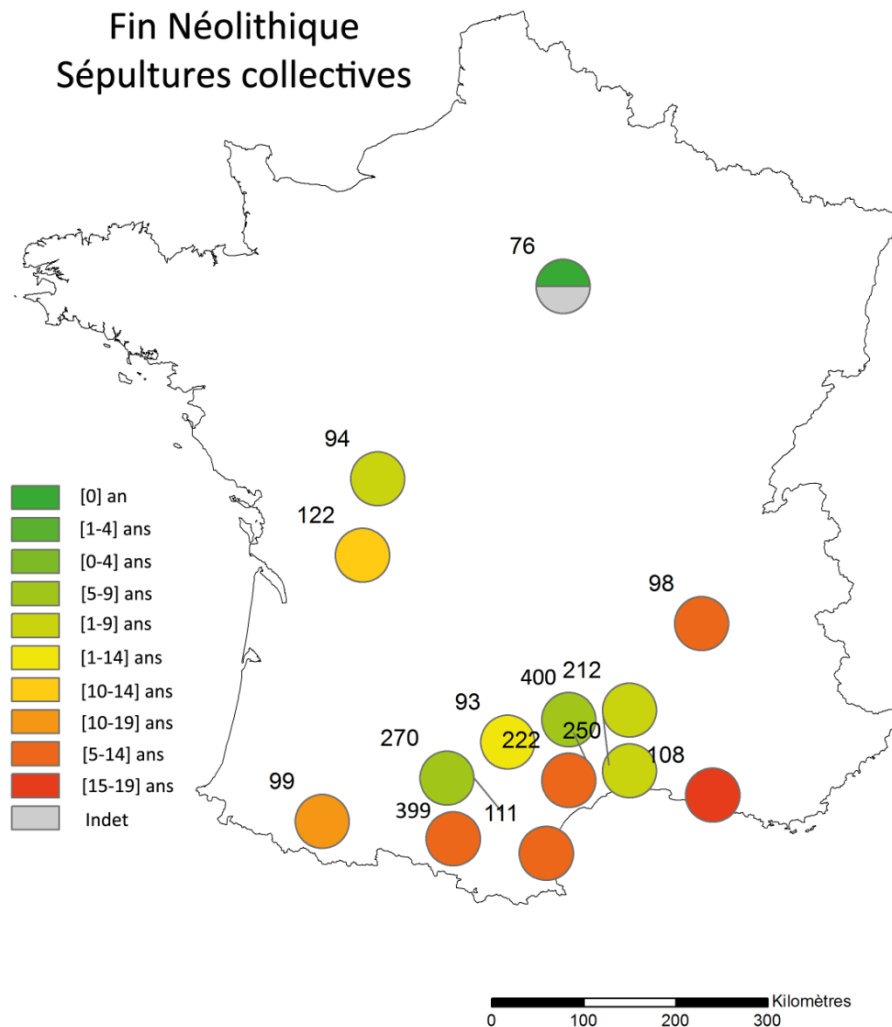 Fin Néolithique
Sépultures collectives
76
94
122
98
400
212
93
222
250
108
270
111
399
99
[0] an
[1-4] ans
[0-4] ans
[5-9] ans
[1-9] ans
[1-14] ans
[10-14] ans
[10-19] ans
[5-14] ans
[15-19] ans
Indet
Kilomètres
0 100 200 300